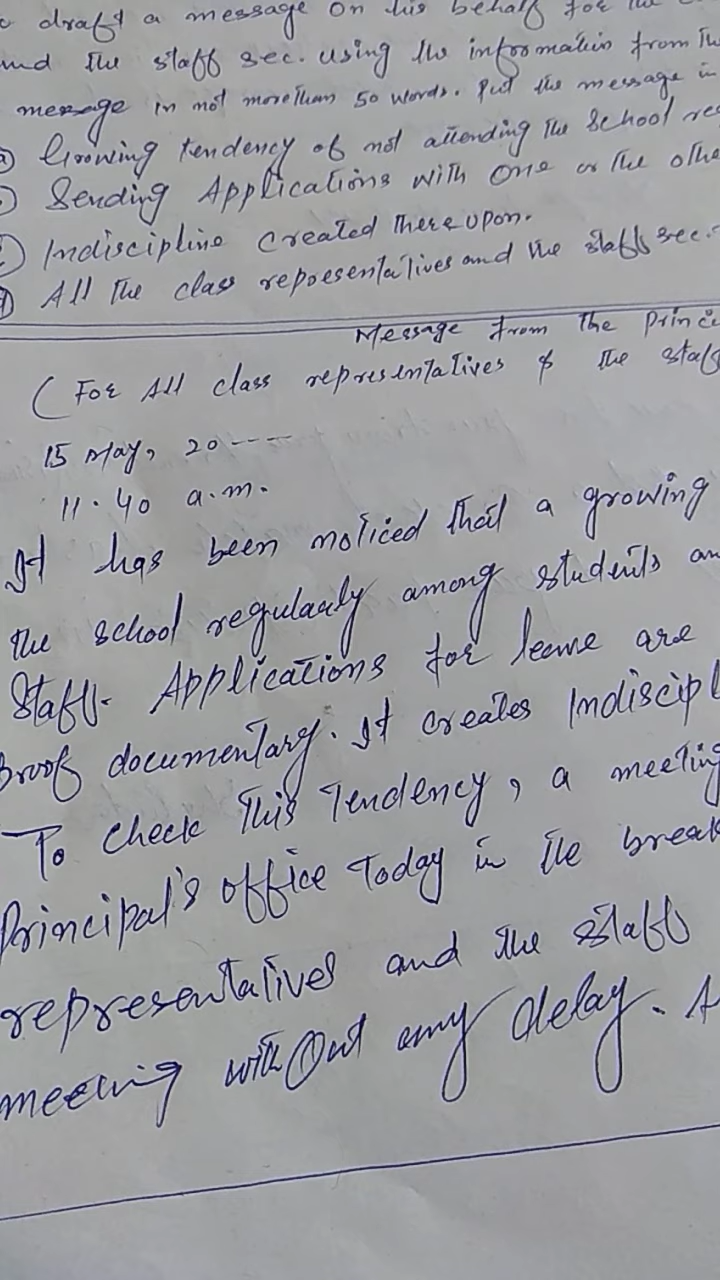 draft a message on his behalf for the
and the staff sec. using the information from the
message in not more than 50 words. Put the message in
a) Growing tendency of not attending the School re
Sending Applications with one or the othe
Indiscipline created thereupon.
d) All the class representatives and the staff sec.
Message from the Princi
(For All class representatives & the staf
15 May, 20----
11.40 a.m.
It has been noticed that a growing
the school regularly among students an
Staff. Applications for leave are
Proof documentary. It creates Indiscipl
To check this Tendency, a meeting
Principal's office Today in the break
representatives and the staff
meeting without any delay. A